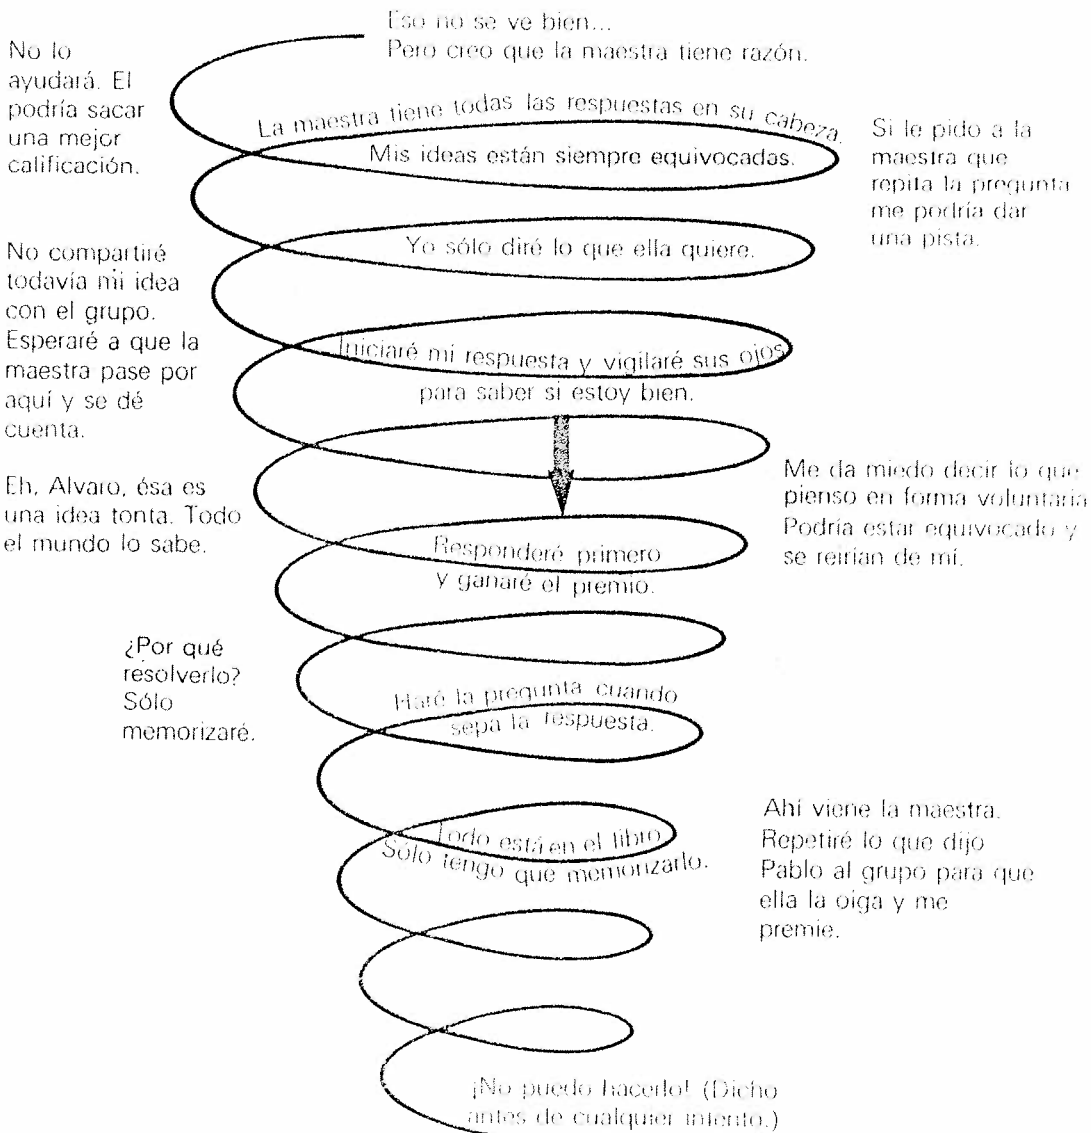 Eso no se ve bien...
Pero creo que la maestra tiene razón.
No lo
ayudará. El
podría sacar
una mejor
calificación.
La maestra tiene todas las respuestas en su cabeza.
Mis ideas están siempre equivocadas.
Si le pido a la
maestra que
repita la pregunta
me podría dar
una pista.
Yo sólo diré lo que ella quiere.
No compartiré
todavía mi idea
con el grupo.
Esperaré a que la
maestra pase por
aquí y se dé
cuenta.
Iniciaré mi respuesta y vigilaré sus ojos
para saber si estoy bien.
Eh, Alvaro, ésa es
una idea tonta. Todo
el mundo lo sabe.
Me da miedo decir lo que
pienso en forma voluntaria
Podría estar equivocado y
se reirían de mí.
Responderé primero
y ganaré el premio.
¿Por qué
resolverlo?
Sólo
memorizaré.
Haré la pregunta cuando
sepa la respuesta.
Todo está en el libro
Sólo tengo que memorizarlo.
Ahí viene la maestra.
Repetiré lo que dijo
Pablo al grupo para que
ella la oiga y me
premie.
¡No puedo hacerlo! (Dicho
antes de cualquier intento.)